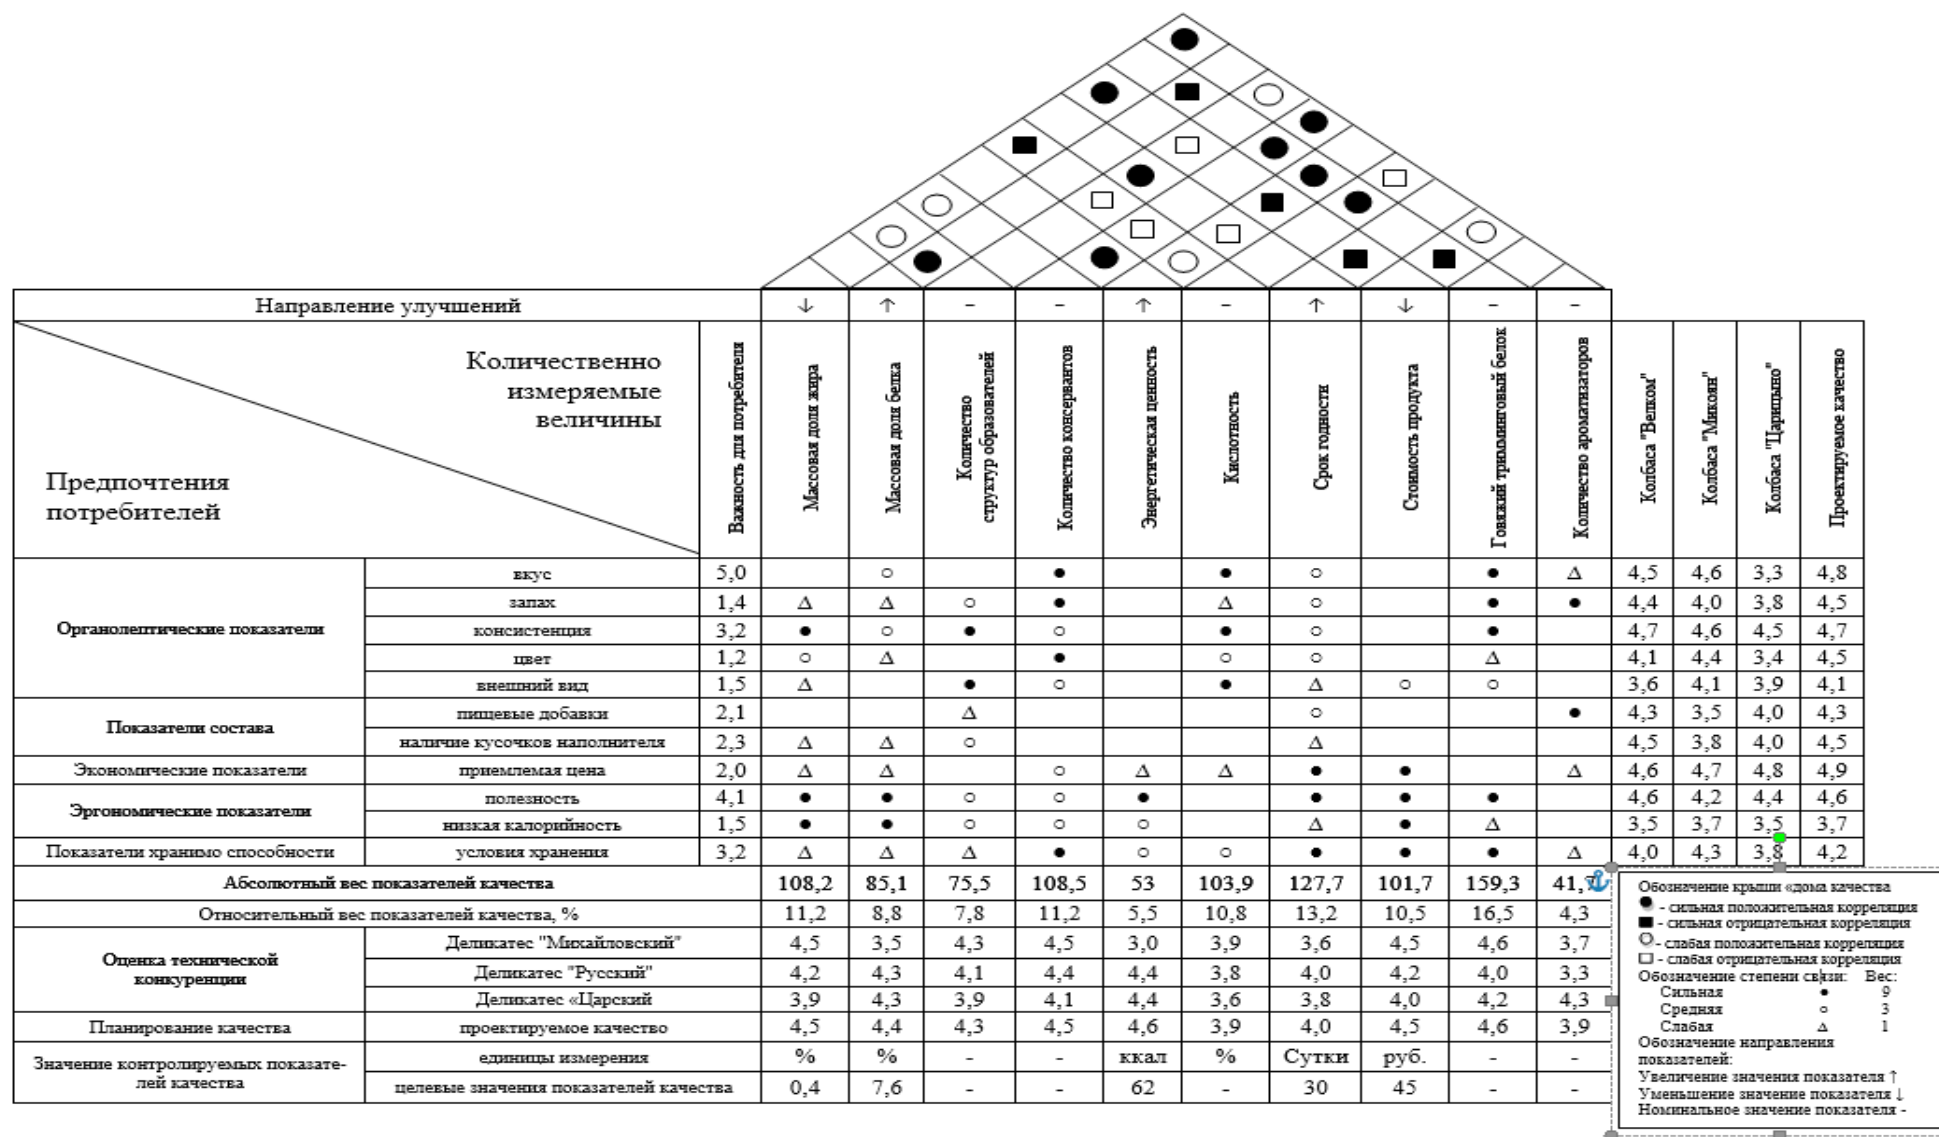 Направление улучшений ↓ ↑ - - ↑ - ↑ ↓ - -
Количественно
измеряемые
величины
Предпочтения
потребителей
Важность для потребителя
Массовая доля жира
Массовая доля белка
Количество
структур образователей
Количество консервантов
Энергетическая ценность
Кислотность
Срок годности
Стоимость продукта
Говяжий тримминговый белок
Количество ароматизаторов
Колбаса "Велком"
Колбаса "Микоян"
Колбаса "Царицыно"
Проектируемое качество
Органолептические показатели
вкус 5,0 ○ ● ● ○ ● Δ 4,5 4,6 3,3 4,8
запах 1,4 Δ Δ ○ ● Δ ○ ● ● 4,4 4,0 3,8 4,5
консистенция 3,2 ● ○ ● ○ ● ○ ● 4,7 4,6 4,5 4,7
цвет 1,2 ○ Δ ● ○ ○ Δ 4,1 4,4 3,4 4,5
внешний вид 1,5 Δ ● ○ ● Δ ○ ○ 3,6 4,1 3,9 4,1
Показатели состава
пищевые добавки 2,1 Δ ○ ● 4,3 3,5 4,0 4,3
наличие кусочков наполнителя 2,3 Δ Δ ○ Δ 4,5 3,8 4,0 4,5
Экономические показатели приемлемая цена 2,0 Δ Δ ○ Δ Δ ● ● Δ 4,6 4,7 4,8 4,9
Эргономические показатели
полезность 4,1 ● ● ○ ○ ● ● ● ● 4,6 4,2 4,4 4,6
низкая калорийность 1,5 ● ● ○ ○ ○ Δ ● Δ 3,5 3,7 3,5 3,7
Показатели хранимо способности условия хранения 3,2 Δ Δ Δ ● ○ ○ ● ● ● Δ 4,0 4,3 3,8 4,2
Абсолютный вес показателей качества 108,2 85,1 75,5 108,5 53 103,9 127,7 101,7 159,3 41,7
Относительный вес показателей качества, % 11,2 8,8 7,8 11,2 5,5 10,8 13,2 10,5 16,5 4,3
Оценка технической
конкуренции
Деликатес "Михайловский" 4,5 3,5 4,3 4,5 3,0 3,9 3,6 4,5 4,6 3,7
Деликатес "Русский" 4,2 4,3 4,1 4,4 4,4 3,8 4,0 4,2 4,0 3,3
Деликатес «Царский 3,9 4,3 3,9 4,1 4,4 3,6 3,8 4,0 4,2 4,3
Планирование качества проектируемое качество 4,5 4,4 4,3 4,5 4,6 3,9 4,0 4,5 4,6 3,9
Значение контролируемых показате-
лей качества
единицы измерения % % - - ккал % Сутки руб. - -
целевые значения показателей качества 0,4 7,6 - - 62 - 30 45 - -
Обозначение крыши «дома качества
● - сильная положительная корреляция
■ - сильная отрицательная корреляция
○ - слабая положительная корреляция
□ - слабая отрицательная корреляция
Обозначение степени связи: Вес:
Сильная ● 9
Средняя ○ 3
Слабая Δ 1
Обозначение направления
показателей:
Увеличение значения показателя ↑
Уменьшение значение показателя ↓
Номинальное значение показателя -